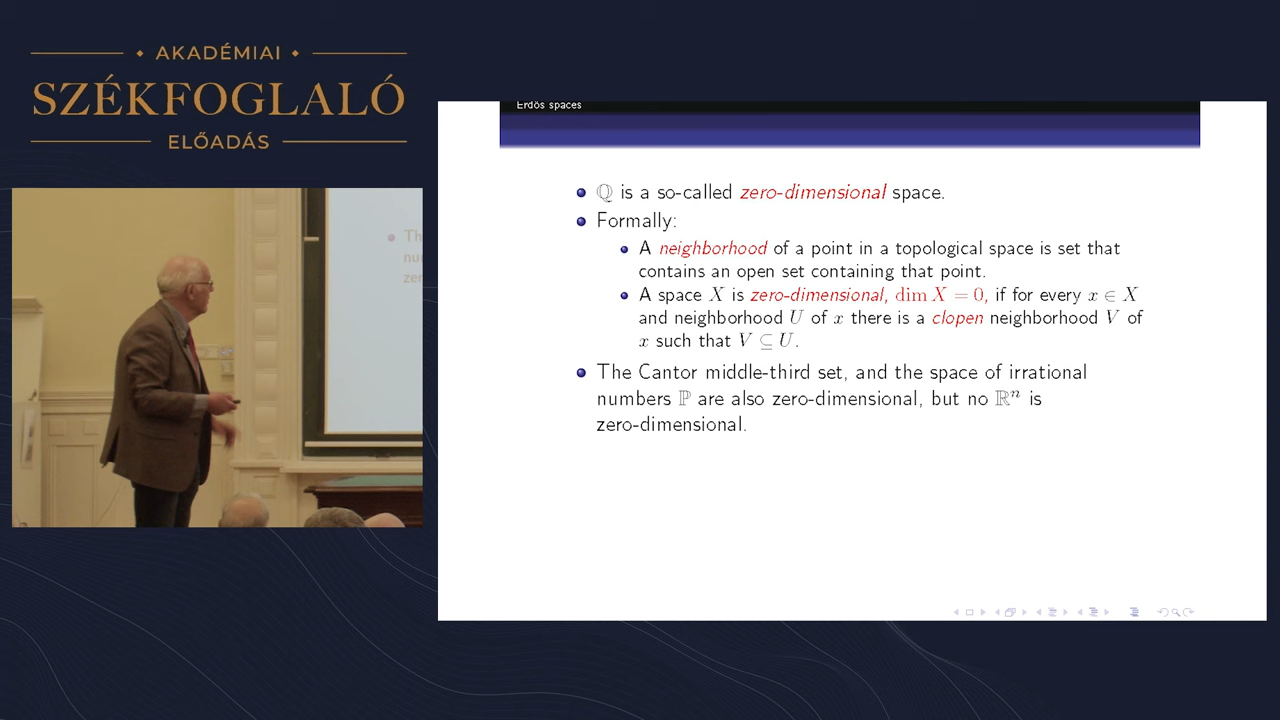 AKADÉMIAI
SZÉKFOGLALÓ
ELŐADÁS
Erdős spaces
ℚ is a so-called zero-dimensional space.
Formally:
A neighborhood of a point in a topological space is set that
contains an open set containing that point.
A space X is zero-dimensional, dim X = 0, if for every x ∈ X
and neighborhood U of x there is a clopen neighborhood V of
x such that V ⊆ U.
The Cantor middle-third set, and the space of irrational
numbers ℙ are also zero-dimensional, but no ℝⁿ is
zero-dimensional.